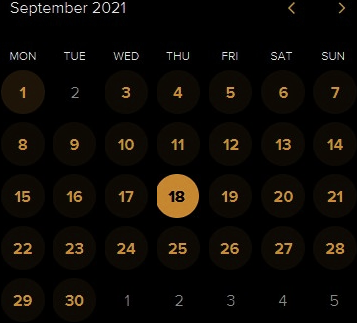 September 2021
MON TUE WED THU FRI SAT SUN
1 2 3 4 5 6 7
8 9 10 11 12 13 14
15 16 17 18 19 20 21
22 23 24 25 26 27 28
29 30 1 2 3 4 5